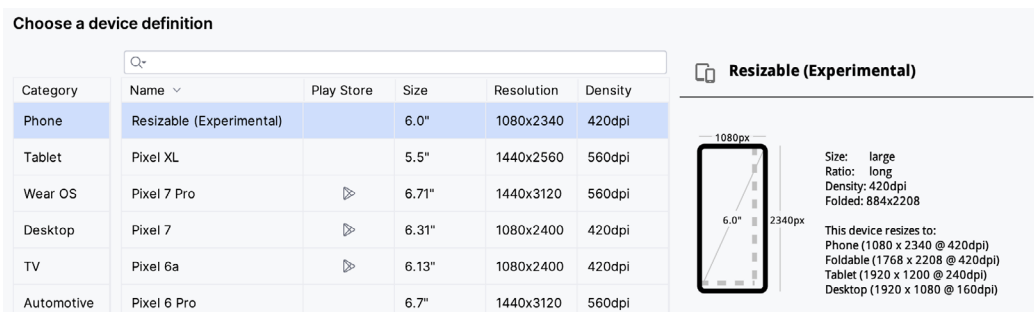 Choose a device definition
Category Name Play Store Size Resolution Density
Phone Resizable (Experimental) 6.0" 1080x2340 420dpi
Tablet Pixel XL 5.5" 1440x2560 560dpi
Wear OS Pixel 7 Pro 6.71" 1440x3120 560dpi
Desktop Pixel 7 6.31" 1080x2400 420dpi
TV Pixel 6a 6.13" 1080x2400 420dpi
Automotive Pixel 6 Pro 6.7" 1440x3120 560dpi
Resizable (Experimental)
1080px
6.0"
2340px
Size: large
Ratio: long
Density: 420dpi
Folded: 884x2208
This device resizes to:
Phone (1080 x 2340 @ 420dpi)
Foldable (1768 x 2208 @ 420dpi)
Tablet (1920 x 1200 @ 240dpi)
Desktop (1920 x 1080 @ 160dpi)